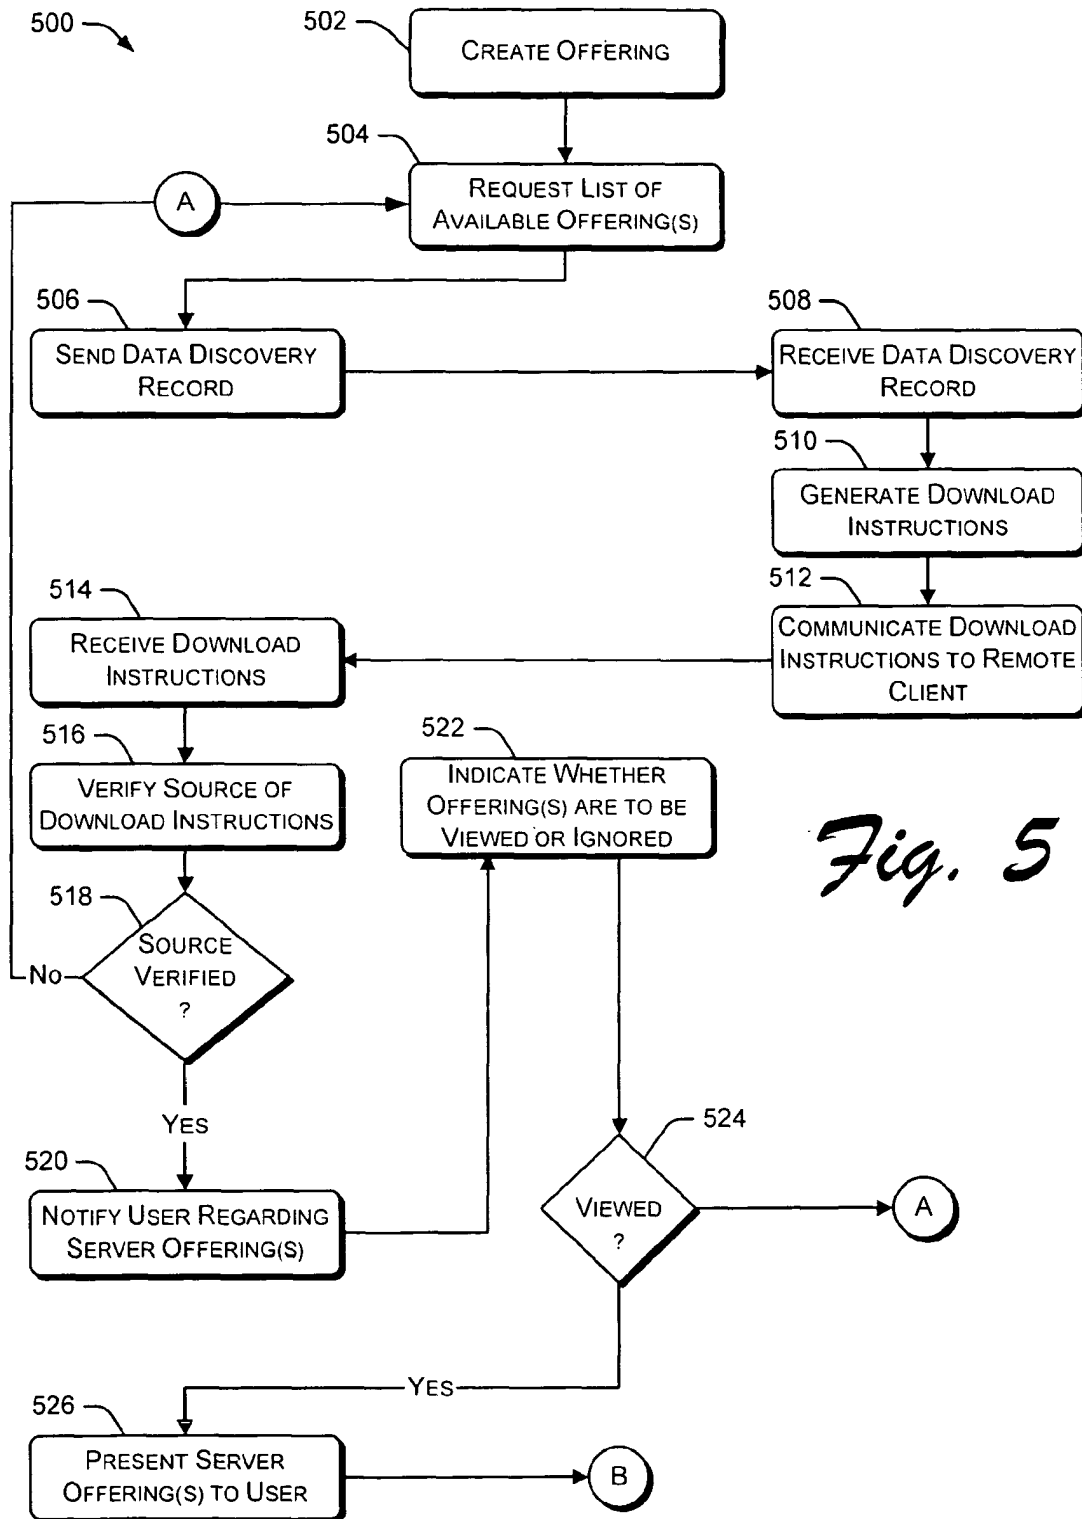 500
502
CREATE OFFERING
504
REQUEST LIST OF
AVAILABLE OFFERING(S)
A
506
SEND DATA DISCOVERY
RECORD
508
RECEIVE DATA DISCOVERY
RECORD
510
GENERATE DOWNLOAD
INSTRUCTIONS
512
COMMUNICATE DOWNLOAD
INSTRUCTIONS TO REMOTE
CLIENT
514
RECEIVE DOWNLOAD
INSTRUCTIONS
516
VERIFY SOURCE OF
DOWNLOAD INSTRUCTIONS
518
SOURCE
VERIFIED
?
NO
YES
520
NOTIFY USER REGARDING
SERVER OFFERING(S)
522
INDICATE WHETHER
OFFERING(S) ARE TO BE
VIEWED OR IGNORED
Fig. 5
524
VIEWED
?
A
YES
526
PRESENT SERVER
OFFERING(S) TO USER
B